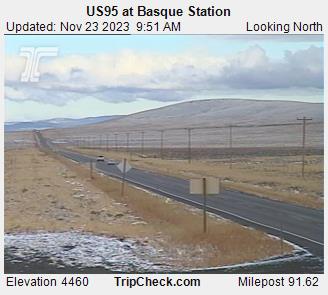 US95 at Basque Station
Updated: Nov 23 2023 9:51 AM Looking North
Elevation 4460 TripCheck.com Milepost 91.62